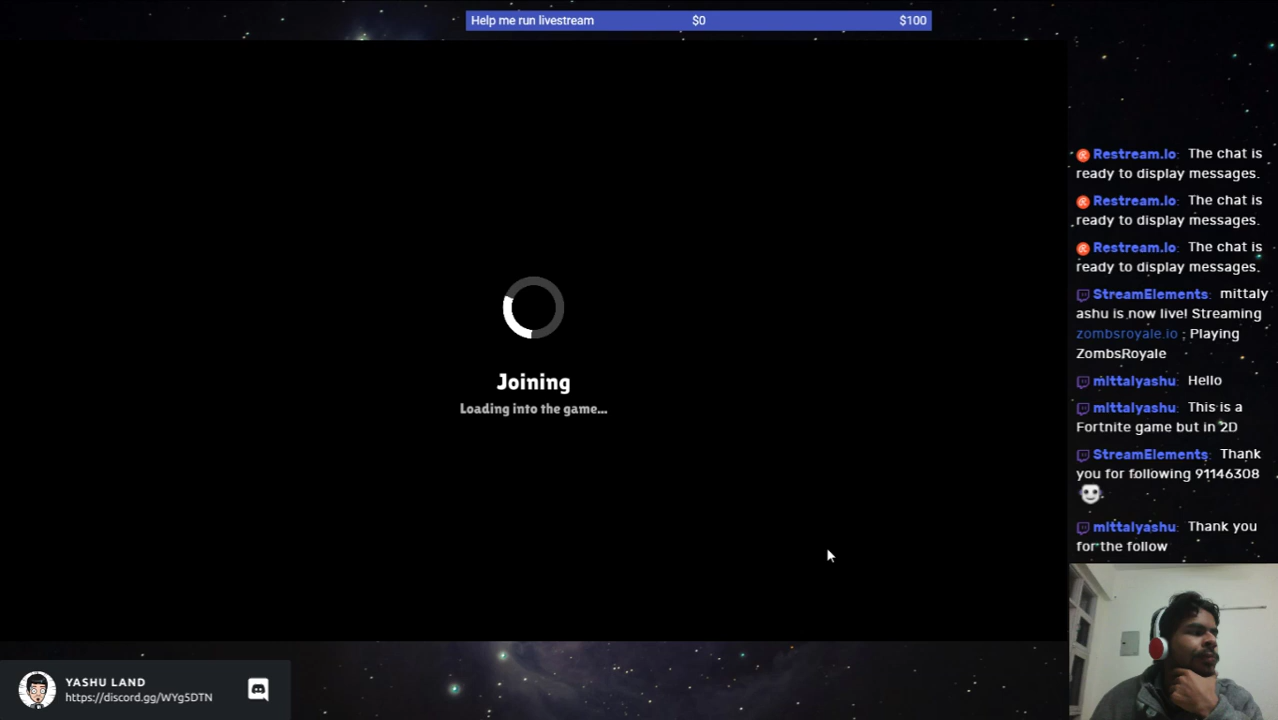 Help me run livestream $0 $100
Joining
Loading into the game...
Restream.io: The chat is
ready to display messages.
Restream.io: The chat is
ready to display messages.
Restream.io: The chat is
ready to display messages.
StreamElements: mittaly
ashu is now live! Streaming
zombsroyale.io ; Playing
ZombsRoyale
mittalyashu: Hello
mittalyashu: This is a
Fortnite game but in 2D
StreamElements: Thank
you for following 91146308
mittalyashu: Thank you
for the follow
YASHU LAND
https://discord.gg/WYg5DTN